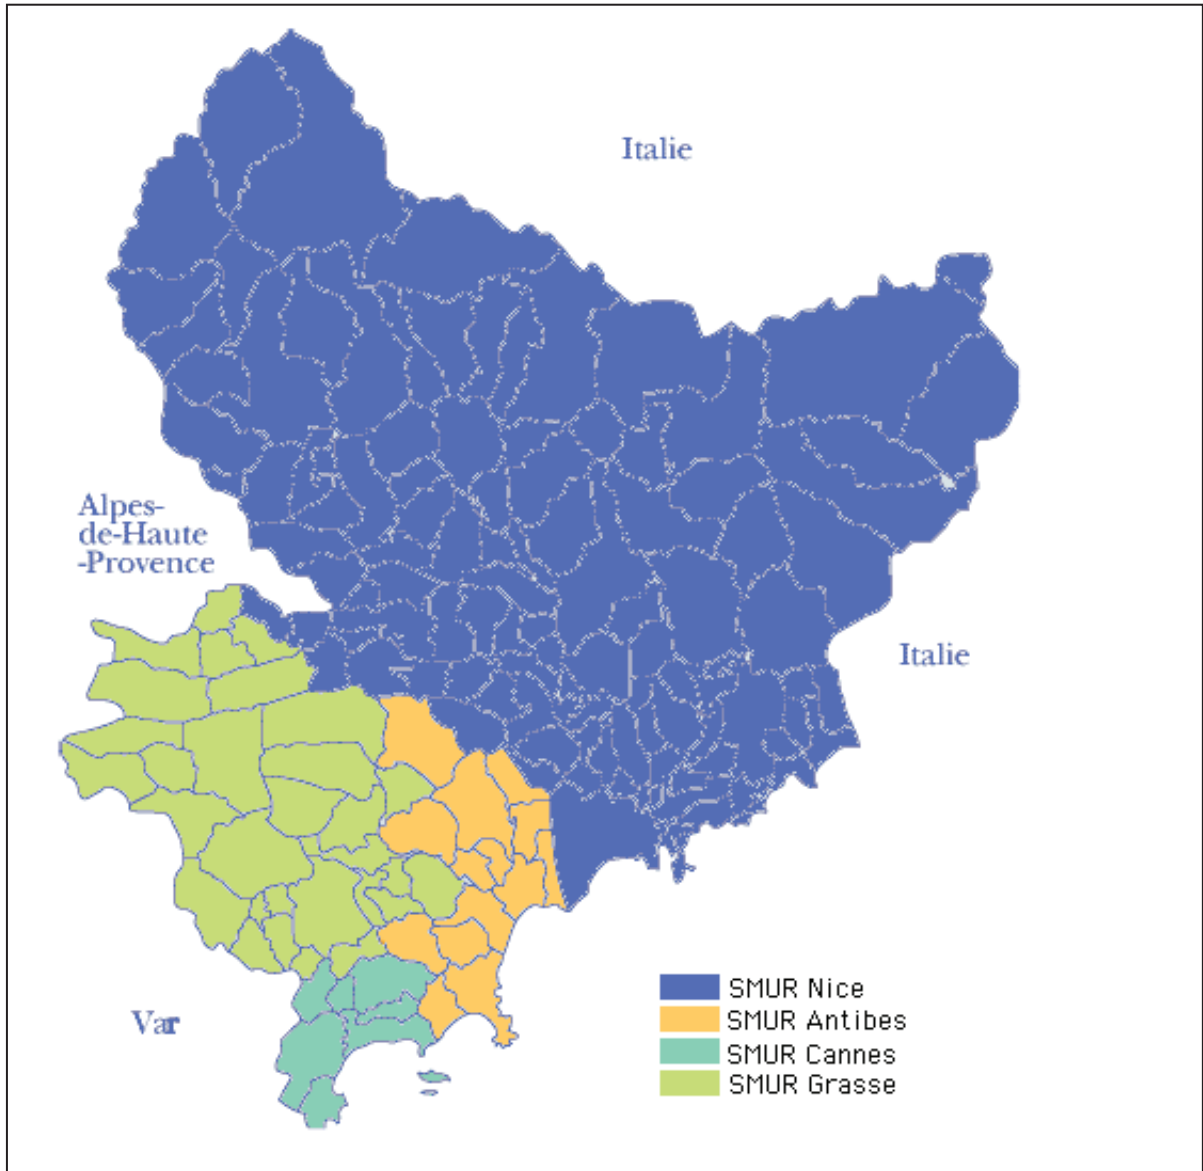 Italie
Alpes-
de-Haute
-Provence
Italie
Var
SMUR Nice
SMUR Antibes
SMUR Cannes
SMUR Grasse